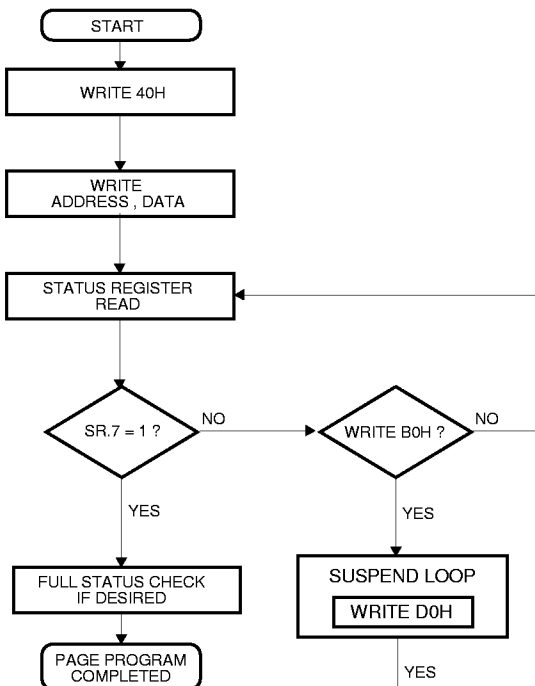 START
WRITE 40H
WRITE
ADDRESS , DATA
STATUS REGISTER
READ
SR.7 = 1 ?
NO
WRITE B0H ?
NO
YES
YES
FULL STATUS CHECK
IF DESIRED
SUSPEND LOOP
WRITE D0H
PAGE PROGRAM
COMPLETED
YES